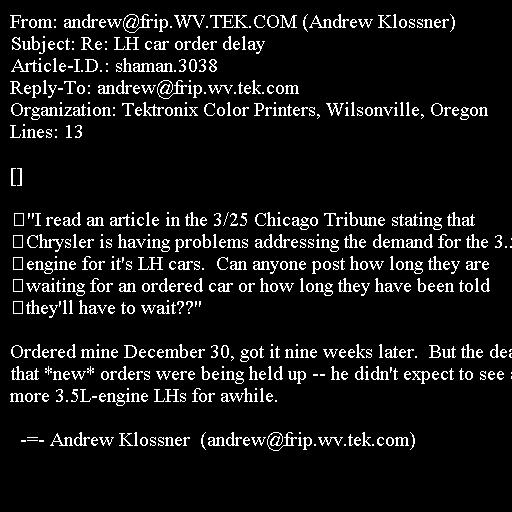 From: andrew@frip.WV.TEK.COM (Andrew Klossner)
Subject: Re: LH car order delay
Article-I.D.: shaman.3038
Reply-To: andrew@frip.wv.tek.com
Organization: Tektronix Color Printers, Wilsonville, Oregon
Lines: 13

[]

"I read an article in the 3/25 Chicago Tribune stating that
Chrysler is having problems addressing the demand for the
engine for it's LH cars.  Can anyone post how long they are
waiting for an ordered car or how long they have been told
they'll have to wait??"

Ordered mine December 30, got it nine weeks later.  But the
that *new* orders were being held up -- he didn't expect to see
more 3.5L-engine LHs for awhile.

  -=- Andrew Klossner  (andrew@frip.wv.tek.com)